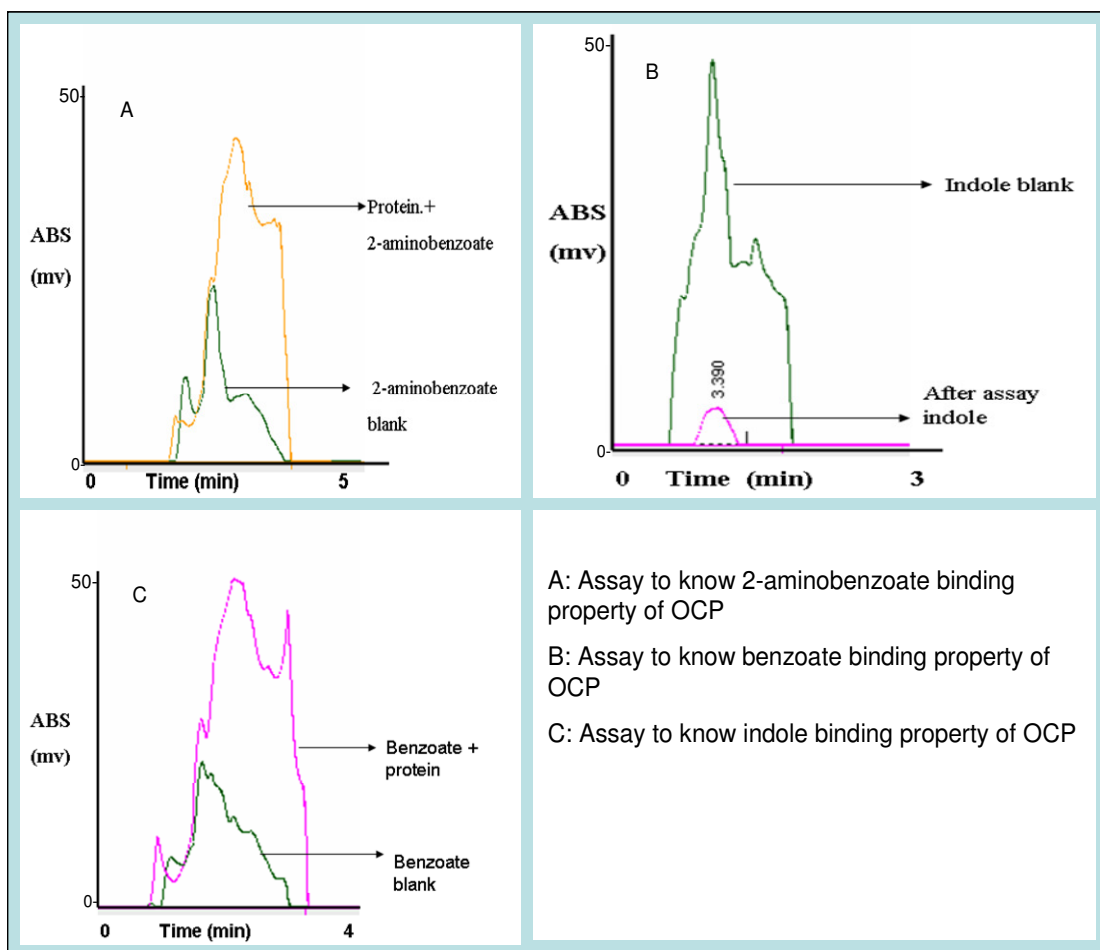 A
50-
ABS
(mv)
0-
Protein.+
2-aminobenzoate
2-aminobenzoate
blank
0 Time (min) 5
B
50-
ABS
(mv)
0-
Indole blank
3.390
After assay
indole
0 Time (min) 3
C
50-
ABS
(mv)
0-
Benzoate +
protein
Benzoate
blank
0 Time (min) 4
A: Assay to know 2-aminobenzoate binding
property of OCP
B: Assay to know benzoate binding property of
OCP
C: Assay to know indole binding property of OCP